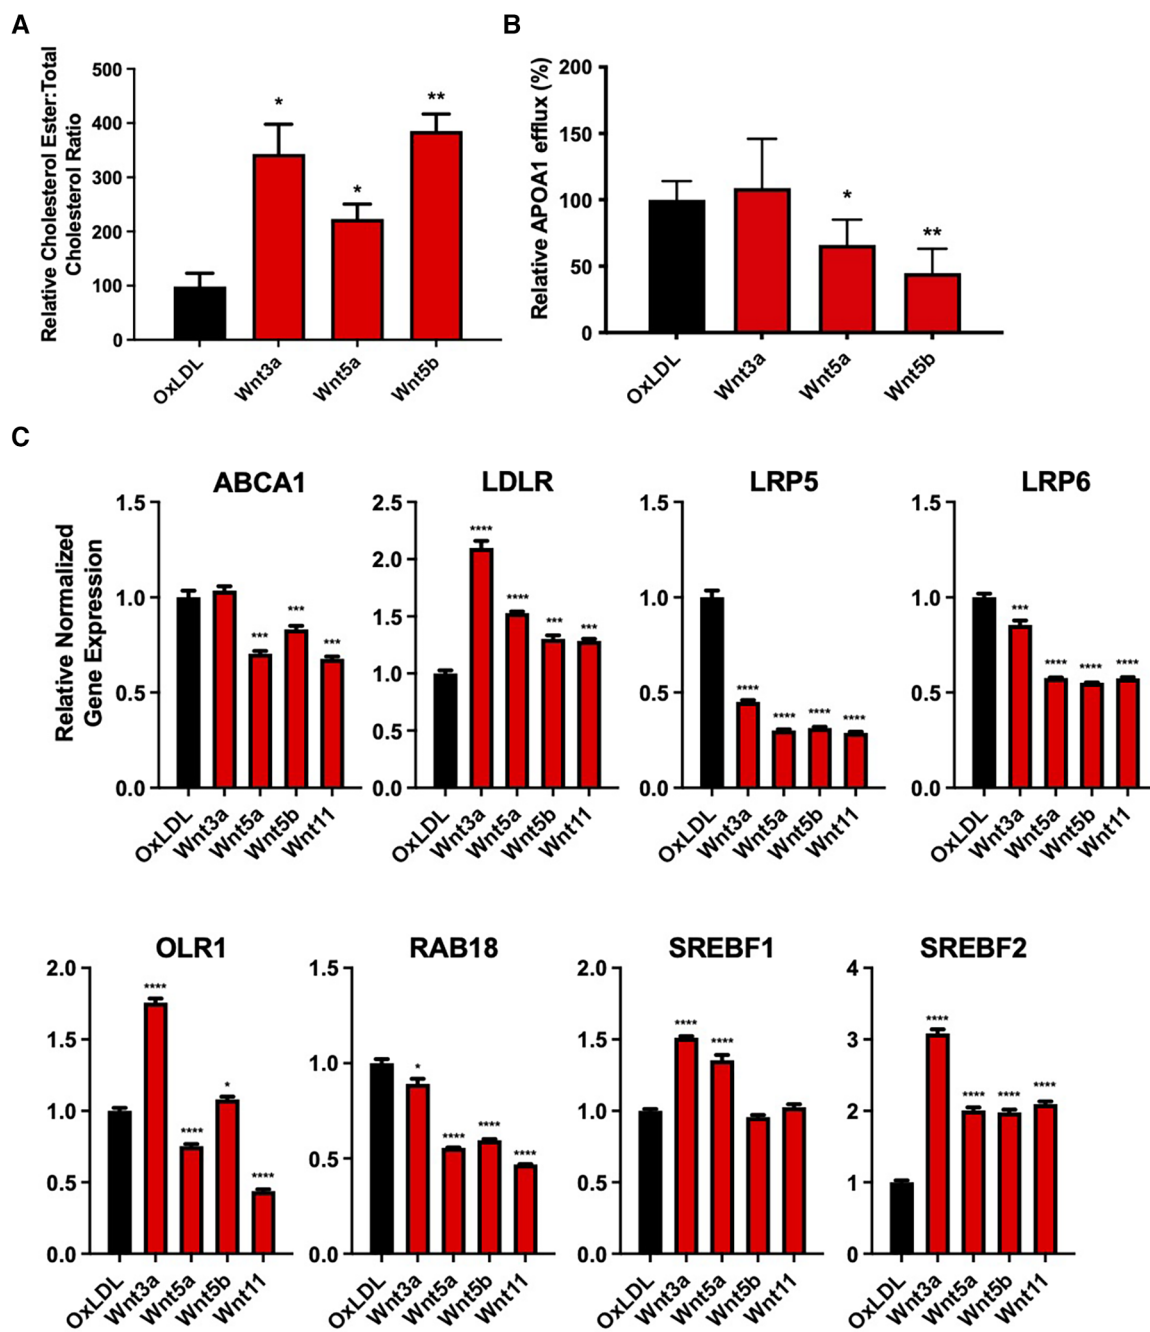 A
Relative Cholesterol Ester:Total
Cholesterol Ratio
500
400
300
200
100
0
*
*
**
OxLDL
Wnt3a
Wnt5a
Wnt5b
B
Relative APOA1 efflux (%)
200
150
100
50
0
*
**
OxLDL
Wnt3a
Wnt5a
Wnt5b
C
Relative Normalized
Gene Expression
ABCA1
1.5
1.0
0.5
0.0
***
***
***
OxLDL
Wnt3a
Wnt5a
Wnt5b
Wnt11
LDLR
2.5
2.0
1.5
1.0
0.5
0.0
****
****
***
***
OxLDL
Wnt3a
Wnt5a
Wnt5b
Wnt11
LRP5
1.5
1.0
0.5
0.0
****
****
****
****
OxLDL
Wnt3a
Wnt5a
Wnt5b
Wnt11
LRP6
1.5
1.0
0.5
0.0
***
****
****
****
OxLDL
Wnt3a
Wnt5a
Wnt5b
Wnt11
OLR1
2.0
1.5
1.0
0.5
0.0
****
****
*
****
OxLDL
Wnt3a
Wnt5a
Wnt5b
Wnt11
RAB18
1.5
1.0
0.5
0.0
*
****
****
****
OxLDL
Wnt3a
Wnt5a
Wnt5b
Wnt11
SREBF1
2.0
1.5
1.0
0.5
0.0
****
****
OxLDL
Wnt3a
Wnt5a
Wnt5b
Wnt11
SREBF2
4
3
2
1
0
****
****
****
****
OxLDL
Wnt3a
Wnt5a
Wnt5b
Wnt11